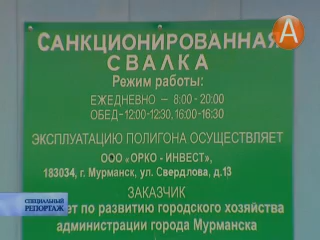 САНКЦИОНИРОВАННАЯ
СВАЛКА
Режим работы:
ЕЖЕДНЕВНО – 8:00 - 20:00
ОБЕД –12:00-12:30, 16:00-16:30
ЭКСПЛУАТАЦИЮ ПОЛИГОНА ОСУЩЕСТВЛЯЕТ
ООО «ОРКО - ИНВЕСТ»,
183034, г. Мурманск, ул. Свердлова, д.13
ЗАКАЗЧИК
по развитию городского хозяйства
администрации города Мурманска
СПЕЦИАЛЬНЫЙ
РЕПОРТАЖ
А